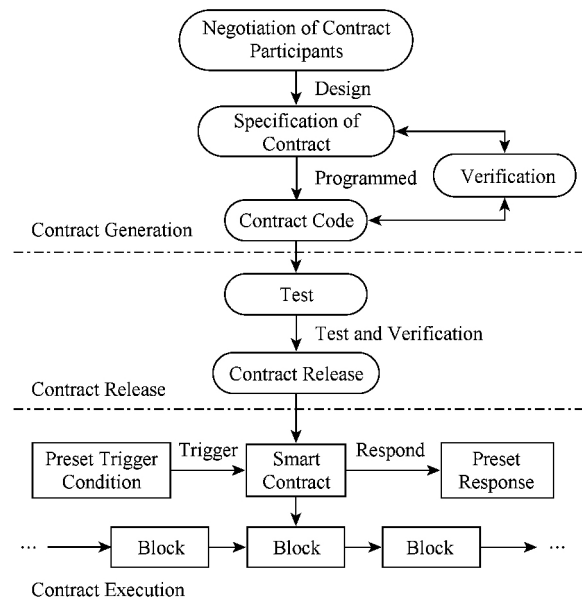 Negotiation of Contract
Participants
Design
Specification of
Contract
Programmed
Verification
Contract Code
Contract Generation
Test
Test and Verification
Contract Release
Contract Release
Trigger
Respond
Preset Trigger
Condition
Smart
Contract
Preset
Response
...
Block
Block
Block
...
Contract Execution